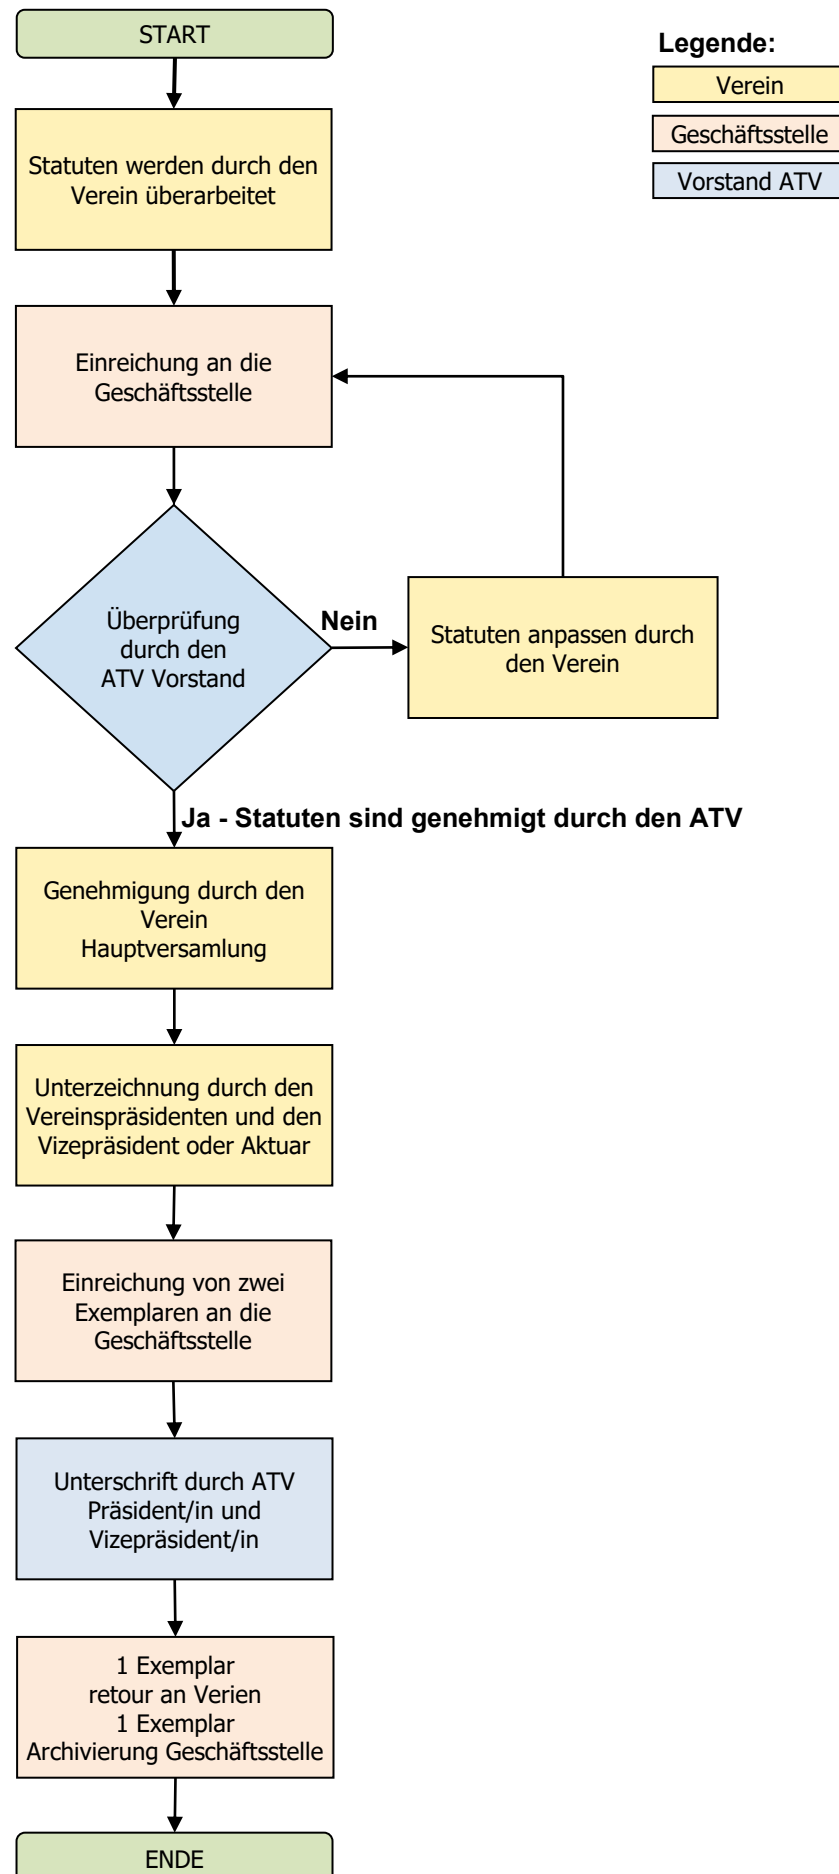 START
Legende:
Verein
Geschäftsstelle
Vorstand ATV
Statuten werden durch den
Verein überarbeitet
Einreichung an die
Geschäftsstelle
Überprüfung
durch den
ATV Vorstand
Nein
Statuten anpassen durch
den Verein
Ja - Statuten sind genehmigt durch den ATV
Genehmigung durch den
Verein
Hauptversamlung
Unterzeichnung durch den
Vereinspräsidenten und den
Vizepräsident oder Aktuar
Einreichung von zwei
Exemplaren an die
Geschäftsstelle
Unterschrift durch ATV
Präsident/in und
Vizepräsident/in
1 Exemplar
retour an Verien
1 Exemplar
Archivierung Geschäftsstelle
ENDE